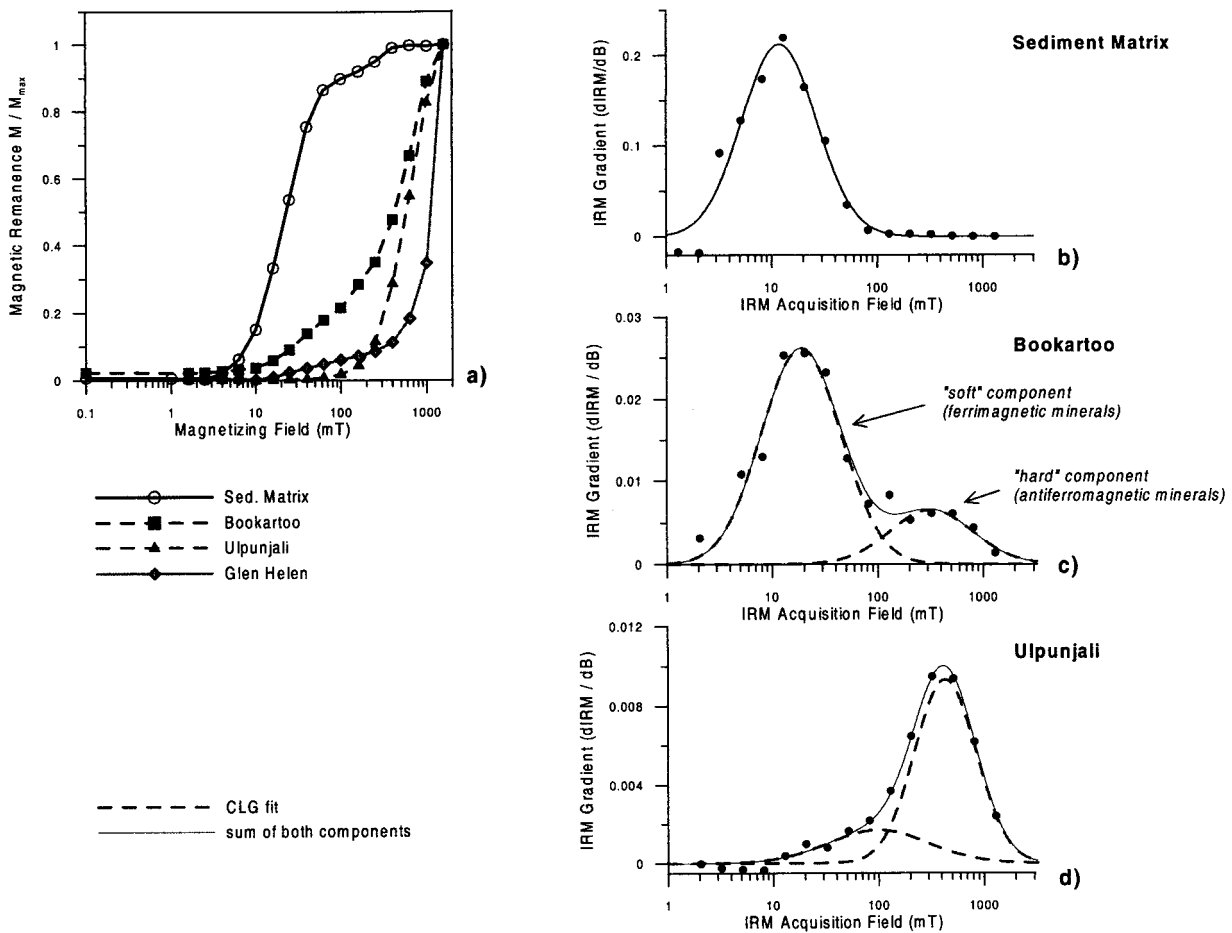 Magnetic Remanence M / Mmax
1
0.8
0.6
0.4
0.2
0
0.1
1
10
100
1000
Magnetizing Field (mT)
a)
Sed. Matrix
Bookartoo
Ulpunjali
Glen Helen
CLG fit
sum of both components
Sediment Matrix
IRM Gradient (dIRM/dB)
0.2
0.1
0
1
10
100
1000
IRM Acquisition Field (mT)
b)
Bookartoo
IRM Gradient (dIRM / dB)
0.03
0.02
0.01
0.00
"soft" component
(ferrimagnetic minerals)
"hard" component
(antiferromagnetic minerals)
1
10
100
1000
IRM Acquisition Field (mT)
c)
Ulpunjali
IRM Gradient (dIRM / dB)
0.012
0.008
0.004
0
1
10
100
1000
IRM Acquisition Field (mT)
d)